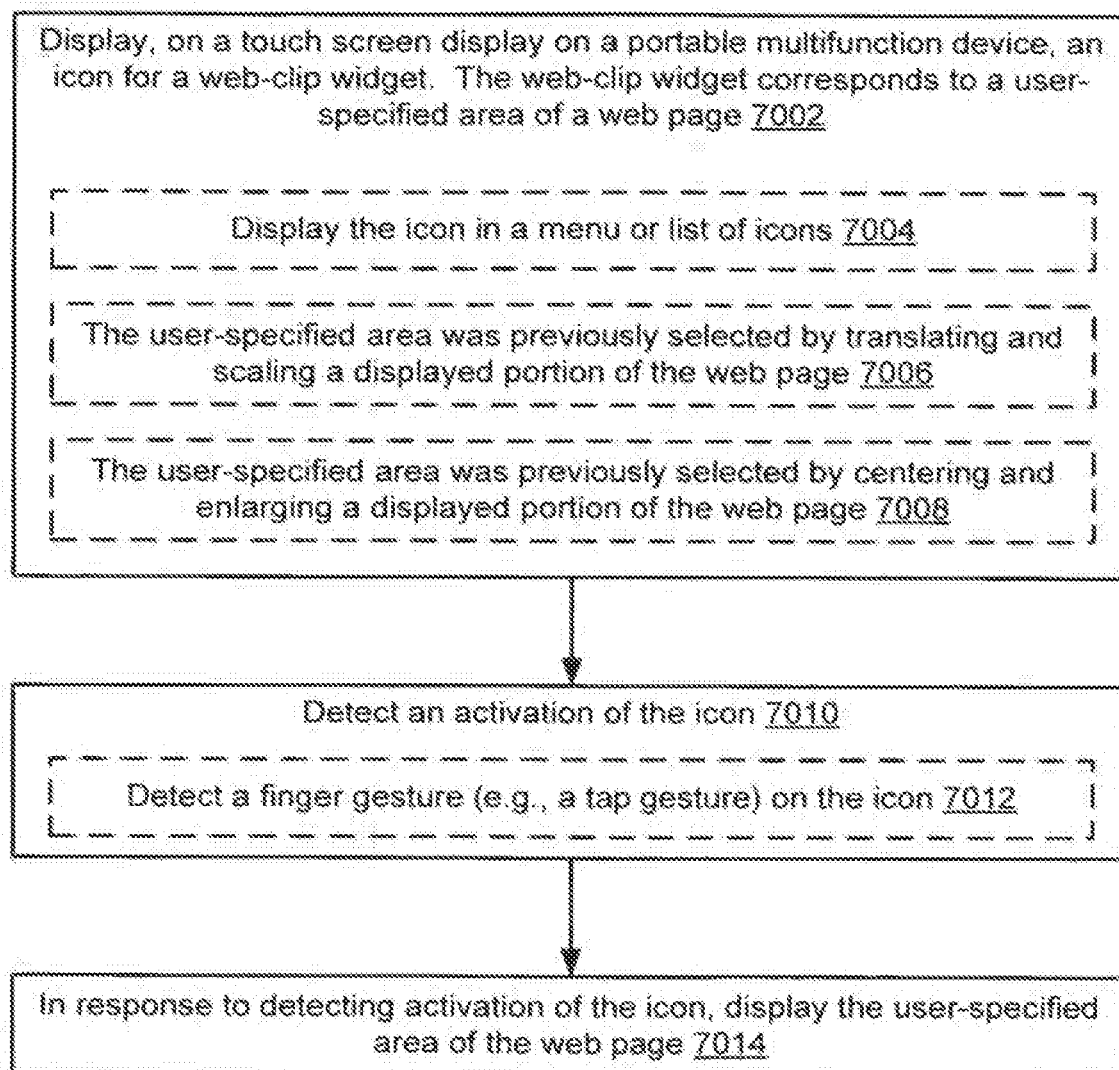 Display, on a touch screen display on a portable multifunction device, an
icon for a web-clip widget. The web-clip widget corresponds to a user-
specified area of a web page 7002
Display the icon in a menu or list of icons 7004
The user-specified area was previously selected by translating and
scaling a displayed portion of the web page 7006
The user-specified area was previously selected by centering and
enlarging a displayed portion of the web page 7008
Detect an activation of the icon 7010
Detect a finger gesture (e.g., a tap gesture) on the icon 7012
In response to detecting activation of the icon, display the user-specified
area of the web page 7014